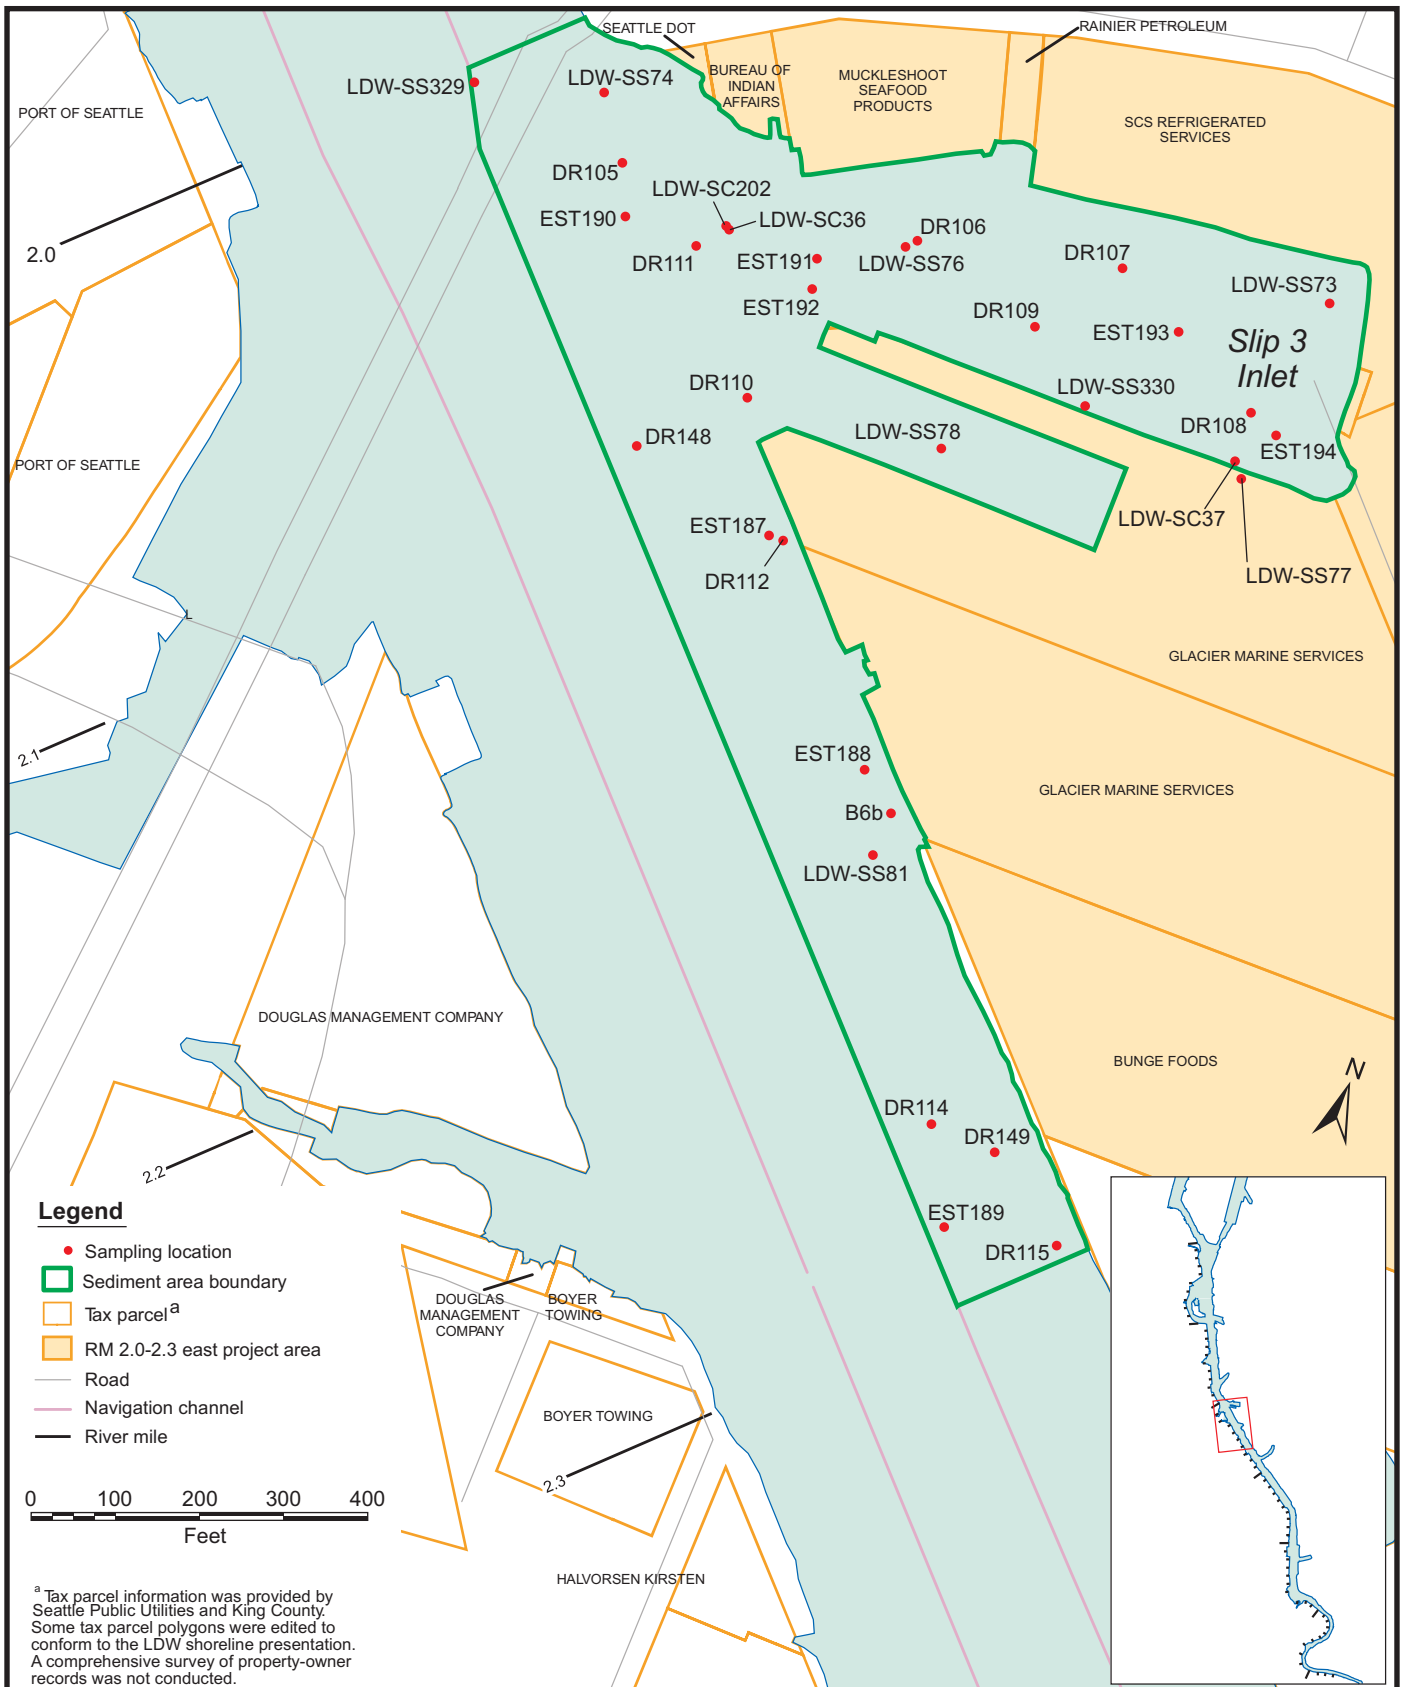 SEATTLE DOT
RAINIER PETROLEUM
LDW-SS329
LDW-SS74
BUREAU OF
INDIAN
AFFAIRS
MUCKLESHOOT
SEAFOOD
PRODUCTS
SCS REFRIGERATED
SERVICES
PORT OF SEATTLE
DR105
LDW-SC202
EST190
LDW-SC36
DR106
2.0
DR111
EST191
LDW-SS76
DR107
EST192
LDW-SS73
DR109
EST193
Slip 3
Inlet
DR110
LDW-SS330
DR148
LDW-SS78
DR108
EST194
PORT OF SEATTLE
EST187
LDW-SC37
DR112
LDW-SS77
L
GLACIER MARINE SERVICES
2.1
EST188
GLACIER MARINE SERVICES
B6b
LDW-SS81
DOUGLAS MANAGEMENT COMPANY
BUNGE FOODS
N
DR114
DR149
2.2
EST189
DR115
Legend
Sampling location
Sediment area boundary
Tax parcel a
RM 2.0-2.3 east project area
Road
Navigation channel
River mile
DOUGLAS
MANAGEMENT
COMPANY
BOYER
TOWING
BOYER TOWING
2.3
0 100 200 300 400
Feet
HALVORSEN KIRSTEN
a Tax parcel information was provided by
Seattle Public Utilities and King County.
Some tax parcel polygons were edited to
conform to the LDW shoreline presentation.
A comprehensive survey of property-owner
records was not conducted.